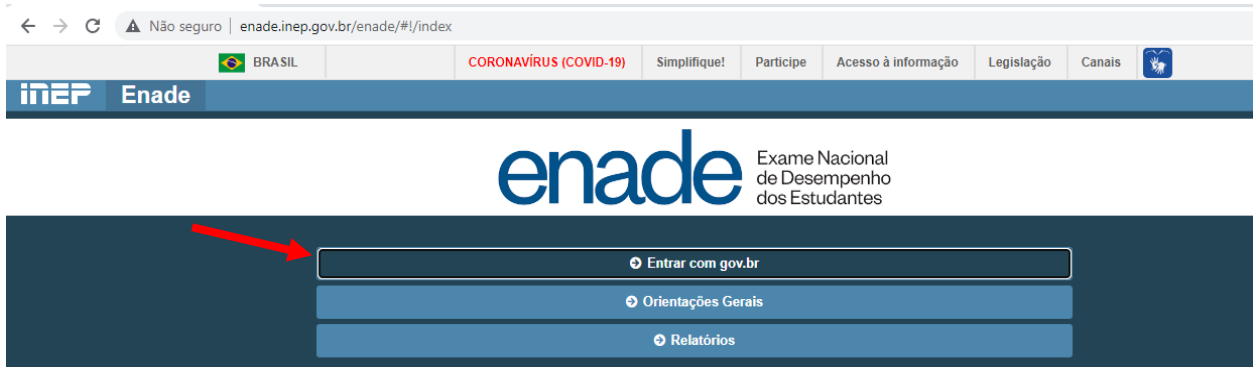 Não seguro | enade.inep.gov.br/enade/#!/index
BRASIL CORONAVÍRUS (COVID-19) Simplifique! Participe Acesso à informação Legislação Canais
inep Enade
enade Exame Nacional
de Desempenho
dos Estudantes
Entrar com gov.br
Orientações Gerais
Relatórios